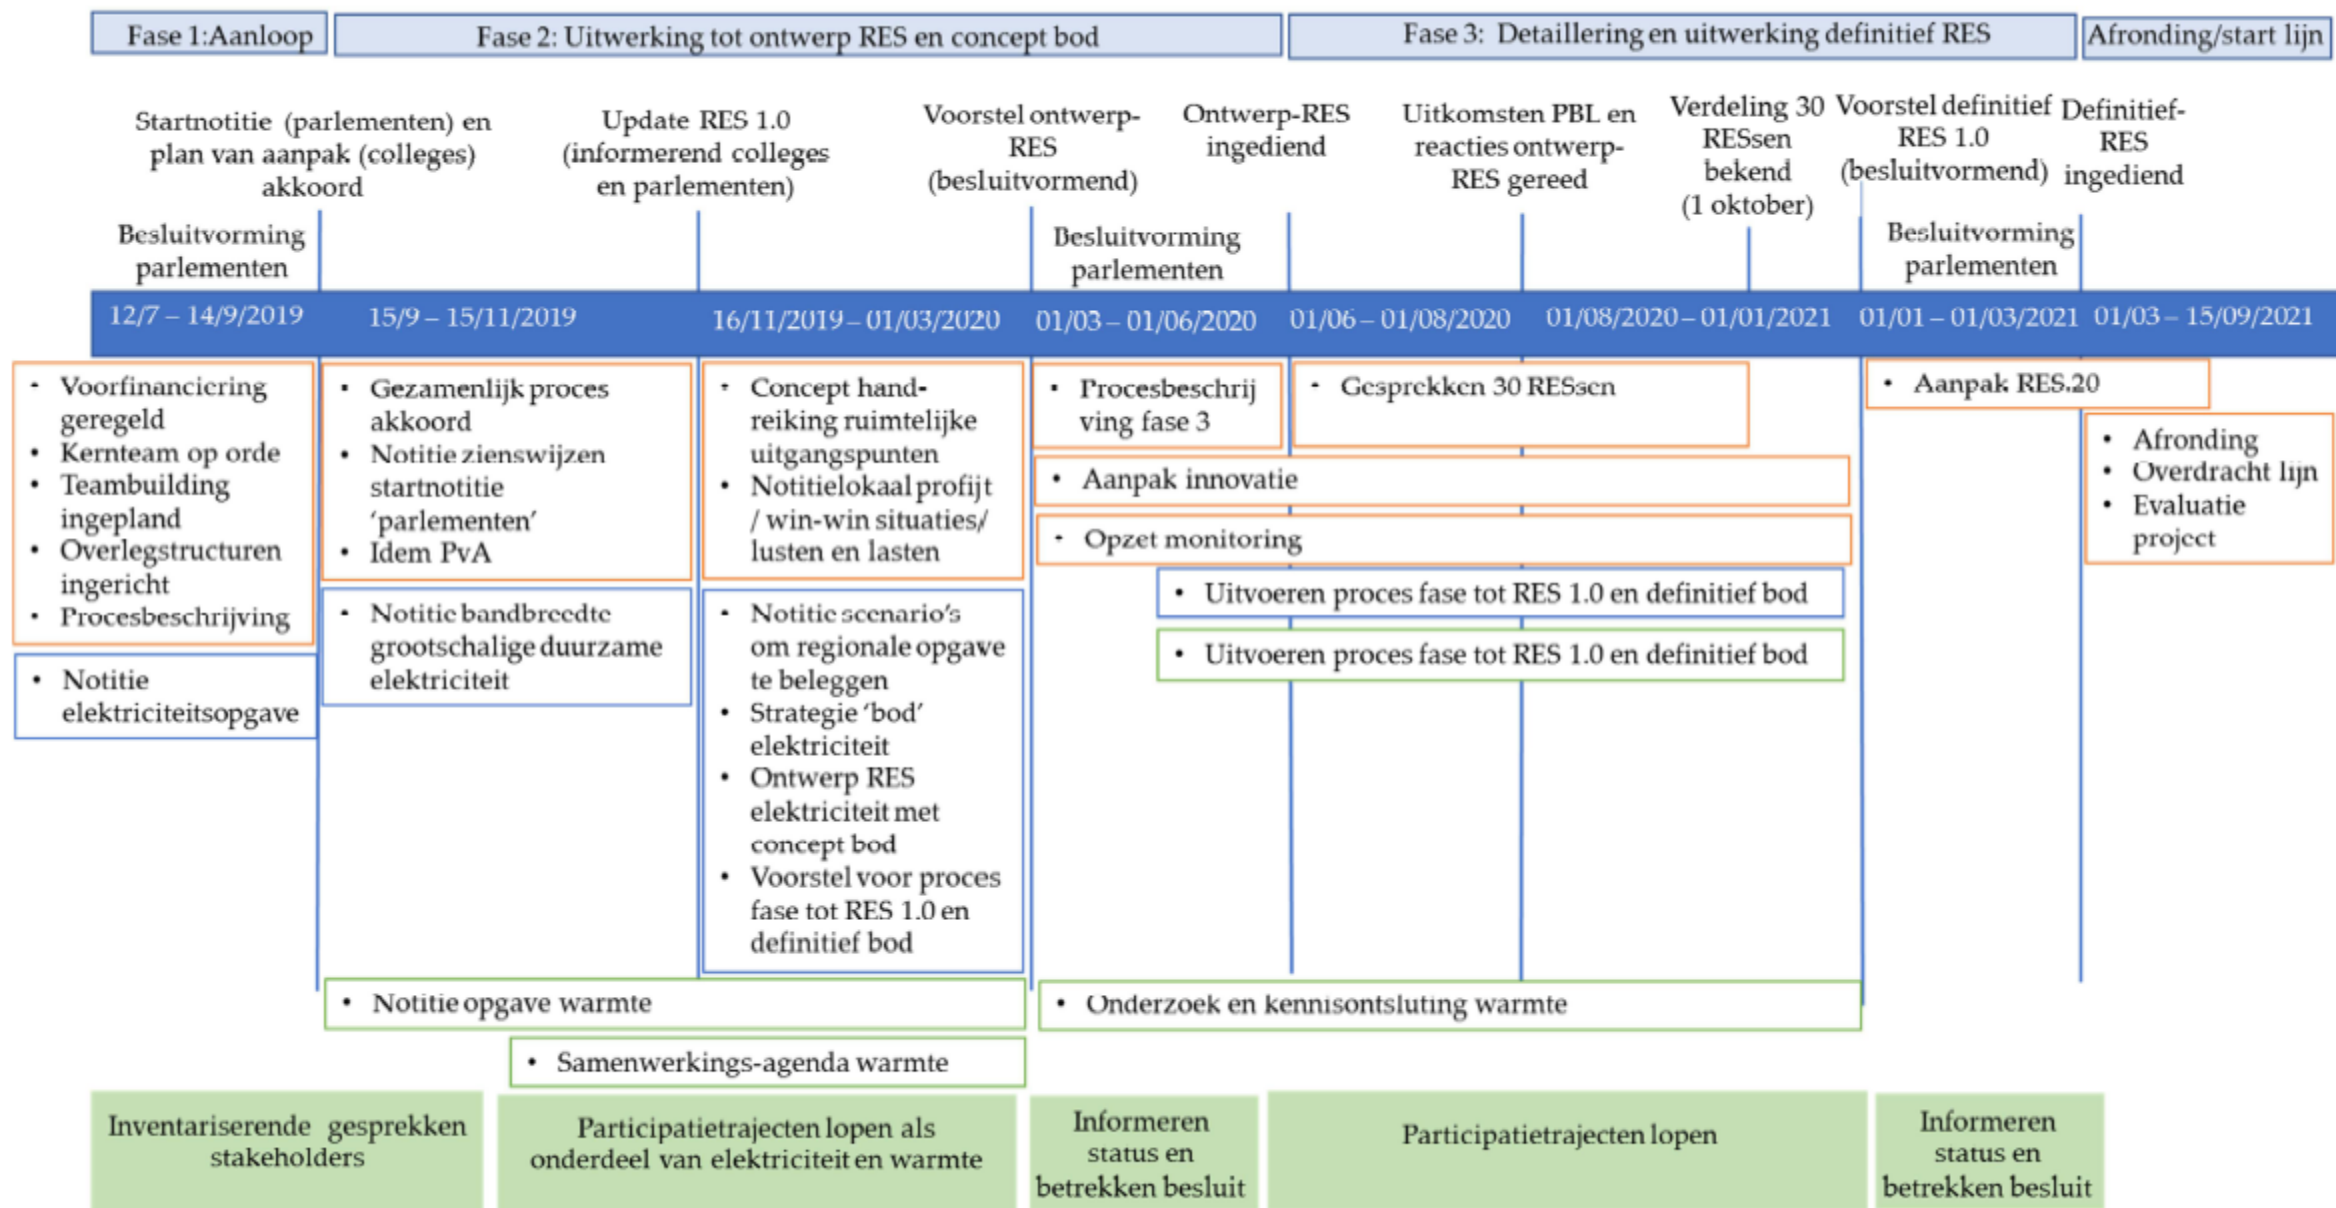 Fase 1:Aanloop
Fase 2: Uitwerking tot ontwerp RES en concept bod
Fase 3: Detaillering en uitwerking definitief RES
Afronding/start lijn
Startnotitie (parlementen) en
plan van aanpak (colleges)
akkoord
Update RES 1.0
(informerend colleges
en parlementen)
Voorstel ontwerp-
RES
(besluitvormend)
Ontwerp-RES
ingediend
Uitkomsten PBL en
reacties ontwerp-
RES gereed
Verdeling 30
RESsen
bekend
(1 oktober)
Voorstel definitief
RES 1.0
(besluitvormend)
Definitief-
RES
ingediend
Besluitvorming
parlementen
Besluitvorming
parlementen
Besluitvorming
parlementen
12/7 – 14/9/2019
15/9 – 15/11/2019
16/11/2019 – 01/03/2020
01/03 – 01/06/2020
01/06 – 01/08/2020
01/08/2020 – 01/01/2021
01/01 – 01/03/2021
01/03 – 15/09/2021
• Voorfinanciering
geregeld
• Kernteam op orde
• Teambuilding
ingepland
• Overlegstructuren
ingericht
• Procesbeschrijving
• Notitie
elektriciteitsopgave
• Gezamenlijk proces
akkoord
• Notitie zienswijzen
startnotitie
‘parlementen’
• Idem PvA
• Notitie bandbreedte
grootschalige duurzame
elektriciteit
• Concept hand-
reiking ruimtelijke
uitgangspunten
• Notitielokaal profijt
/ win-win situaties/
lusten en lasten
• Notitie scenario’s
om regionale opgave
te beleggen
• Strategie ‘bod’
elektriciteit
• Ontwerp RES
elektriciteit met
concept bod
• Voorstel voor proces
fase tot RES 1.0 en
definitief bod
• Procesbeschrij
ving fase 3
• Gesprekken 30 RESsen
• Aanpak innovatie
• Opzet monitoring
• Uitvoeren proces fase tot RES 1.0 en definitief bod
• Uitvoeren proces fase tot RES 1.0 en definitief bod
• Aanpak RES.20
• Afronding
• Overdracht lijn
• Evaluatie
project
• Notitie opgave warmte
• Onderzoek en kennisontsluting warmte
• Samenwerkings-agenda warmte
Inventariserende gesprekken
stakeholders
Participatietrajecten lopen als
onderdeel van elektriciteit en warmte
Informeren
status en
betrekken besluit
Participatietrajecten lopen
Informeren
status en
betrekken besluit